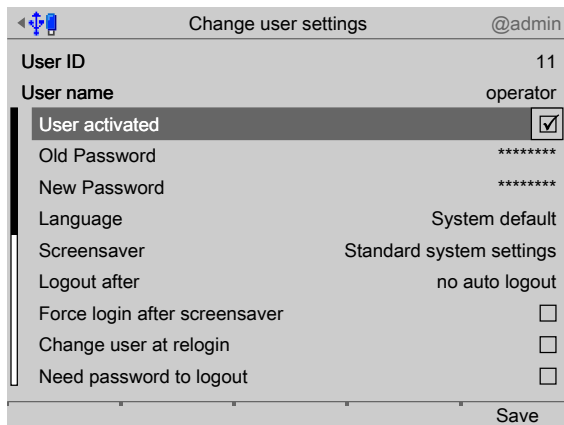 Change user settings @admin
User ID 11
User name operator
User activated
Old Password ********
New Password ********
Language System default
Screensaver Standard system settings
Logout after no auto logout
Force login after screensaver
Change user at relogin
Need password to logout
Save